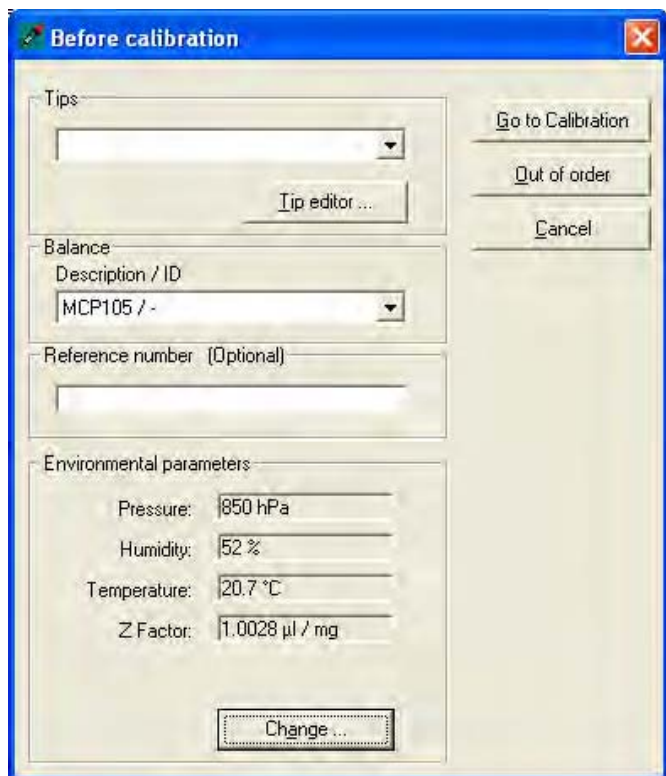 Before calibration
Tips
Go to Calibration
Out of order
Tip editor ...
Cancel
Balance
Description / ID
MCP105 / -
Reference number (Optional)
Environmental parameters
Pressure: 850 hPa
Humidity: 52 %
Temperature: 20.7 °C
Z Factor: 1.0028 µl / mg
Change ...